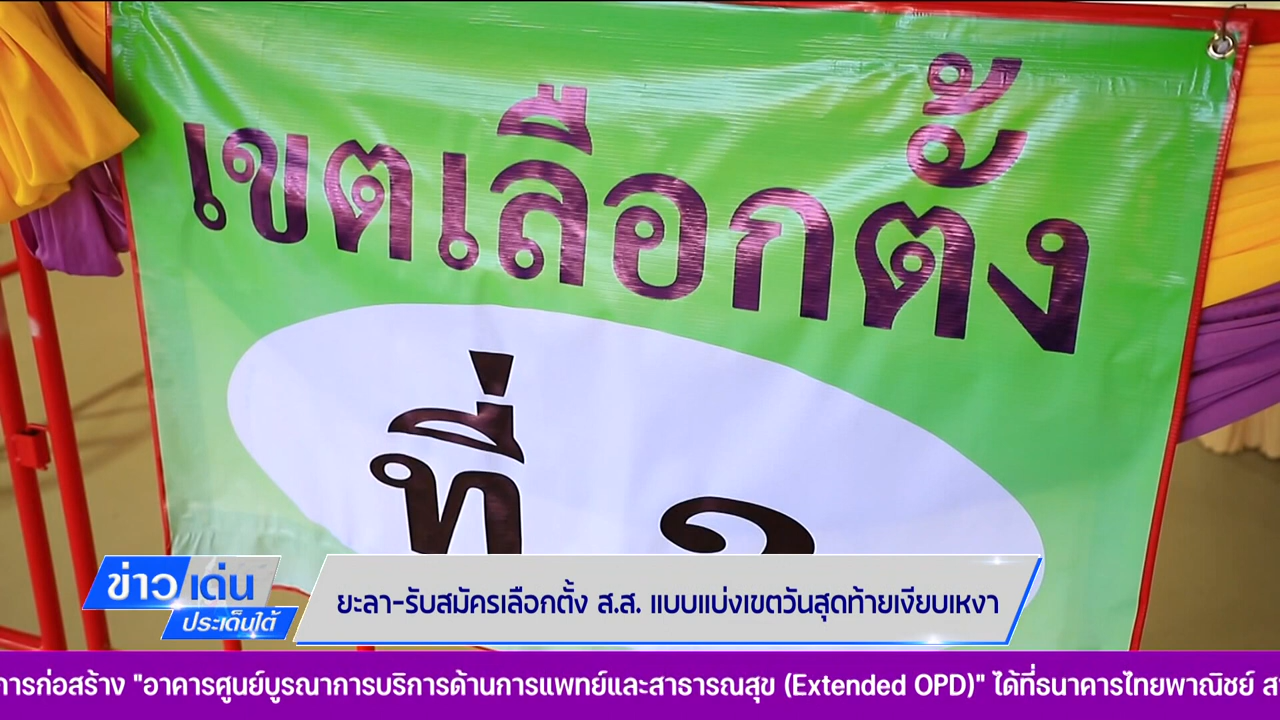 เขตเลือกตั้ง
ที่
ข่าวเด่น
ประเด็นใต้
ยะลา-รับสมัครเลือกตั้ง ส.ส. แบบแบ่งเขตวันสุดท้ายเงียบเหงา
การก่อสร้าง "อาคารศูนย์บูรณาการบริการด้านการแพทย์และสาธารณสุข (Extended OPD)" ได้ที่ธนาคารไทยพาณิชย์